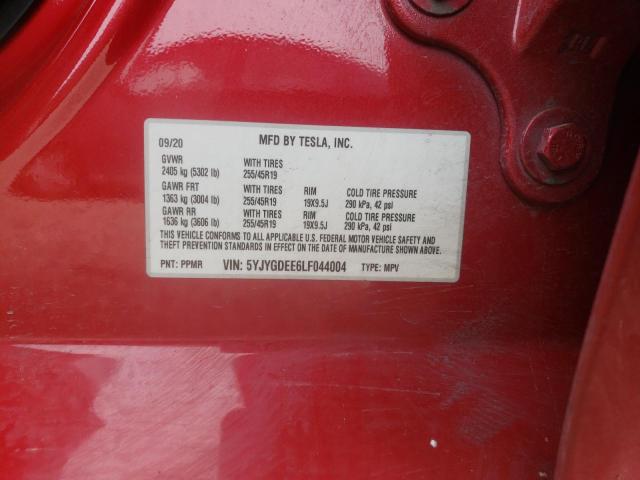 09/20 MFD BY TESLA, INC.
GVWR WITH TIRES
2405 kg (5302 lb) 255/45R19
GAWR FRT WITH TIRES RIM COLD TIRE PRESSURE
1363 kg (3004 lb) 255/45R19 19X9.5J 290 kPa, 42 psi
GAWR RR WITH TIRES RIM COLD TIRE PRESSURE
1636 kg (3606 lb) 255/45R19 19X9.5J 290 kPa, 42 psi
THIS VEHICLE CONFORMS TO ALL APPLICABLE U.S. FEDERAL MOTOR VEHICLE SAFETY AND
THEFT PREVENTION STANDARDS IN EFFECT ON THE DATE OF MANUFACTURE SHOWN ABOVE.
PNT: PPMR VIN: 5YJYGDEE6LF044004 TYPE: MPV